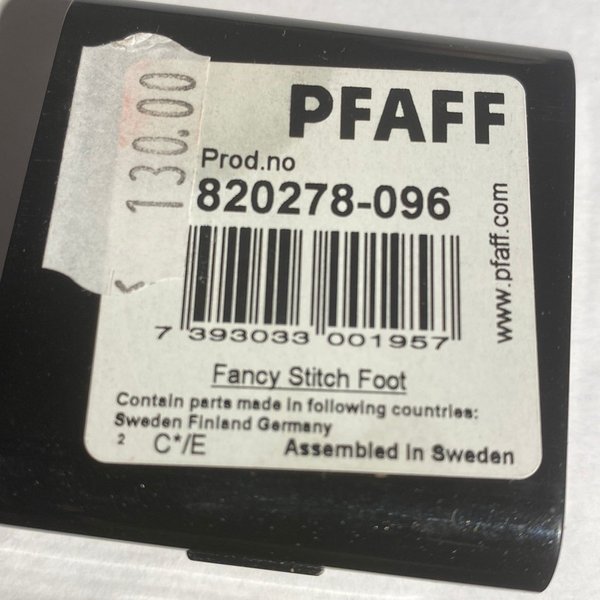 130.00
PFAFF
Prod.no
820278-096
www.pfaff.com
7 393033 001957
Fancy Stitch Foot
Contain parts made in following countries:
Sweden Finland Germany
2 C*/E Assembled in Sweden